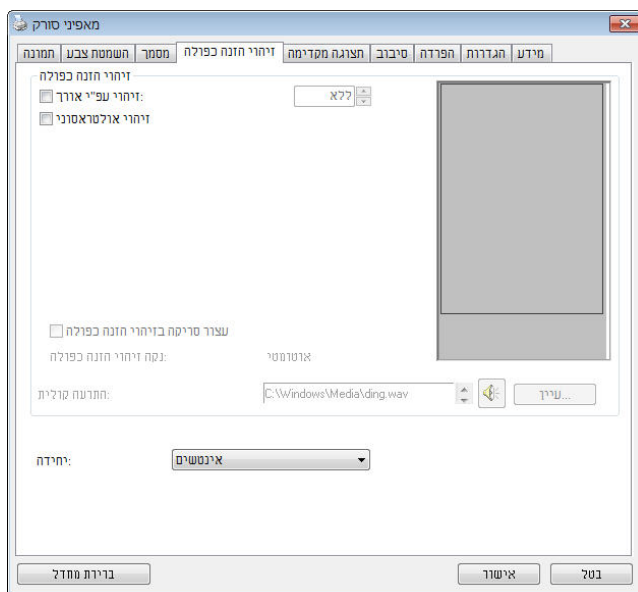 מאפיני סורק
תמונה השמטת צבע מסמך זיהוי הזנה כפולה תצוגה מקדימה סיבוב הפרדה הגדרות מידע
זיהוי הזנה כפולה
זיהוי עפ"י אורך: ללא
זיהוי אולטראסוני
עצור סריקה בזיהוי הזנה כפולה
נקה זיהוי הזנה כפולה: אוטומטי
התרעה קולית: C:\Windows\Media\ding.wav עיין...
יחידה: אינטשים
ברירת מחדל אישור בטל